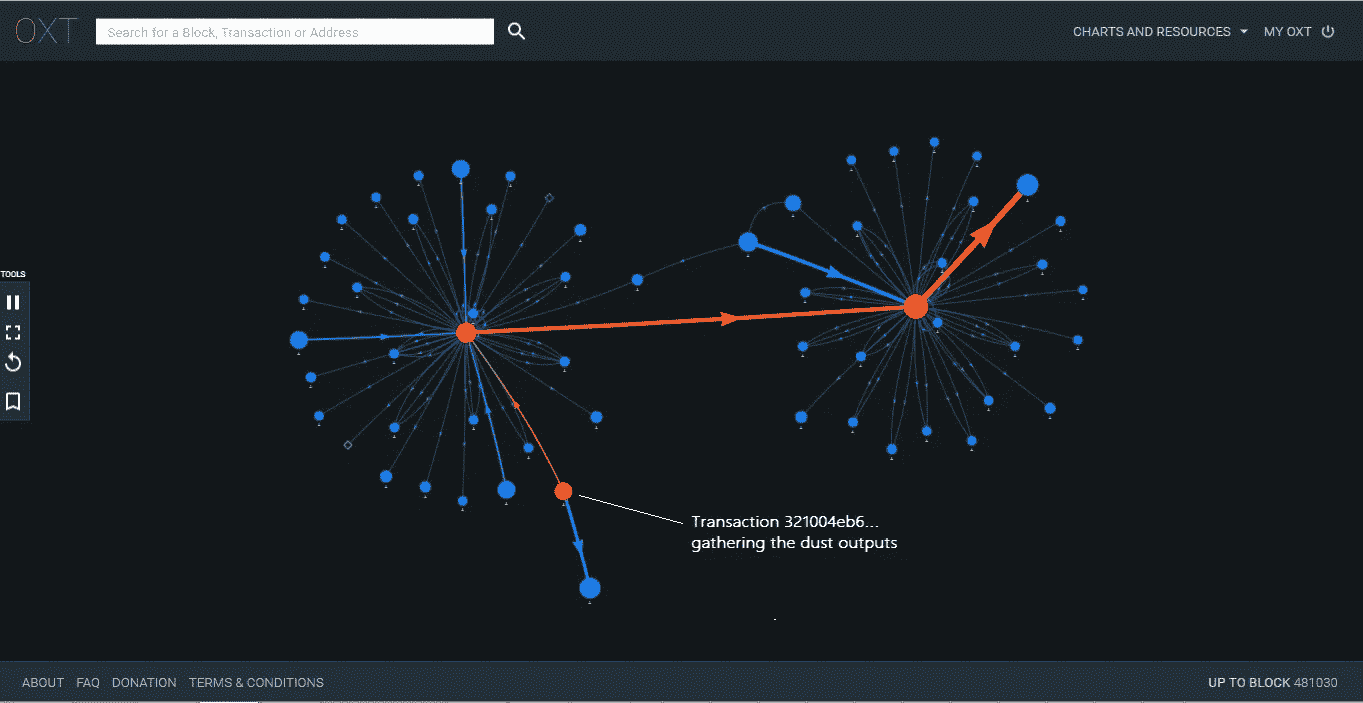 OXT
Search for a Block, Transaction or Address
CHARTS AND RESOURCES
MY OXT
TOOLS
Transaction 321004eb6...
gathering the dust outputs
ABOUT FAQ DONATION TERMS & CONDITIONS
UP TO BLOCK 481030